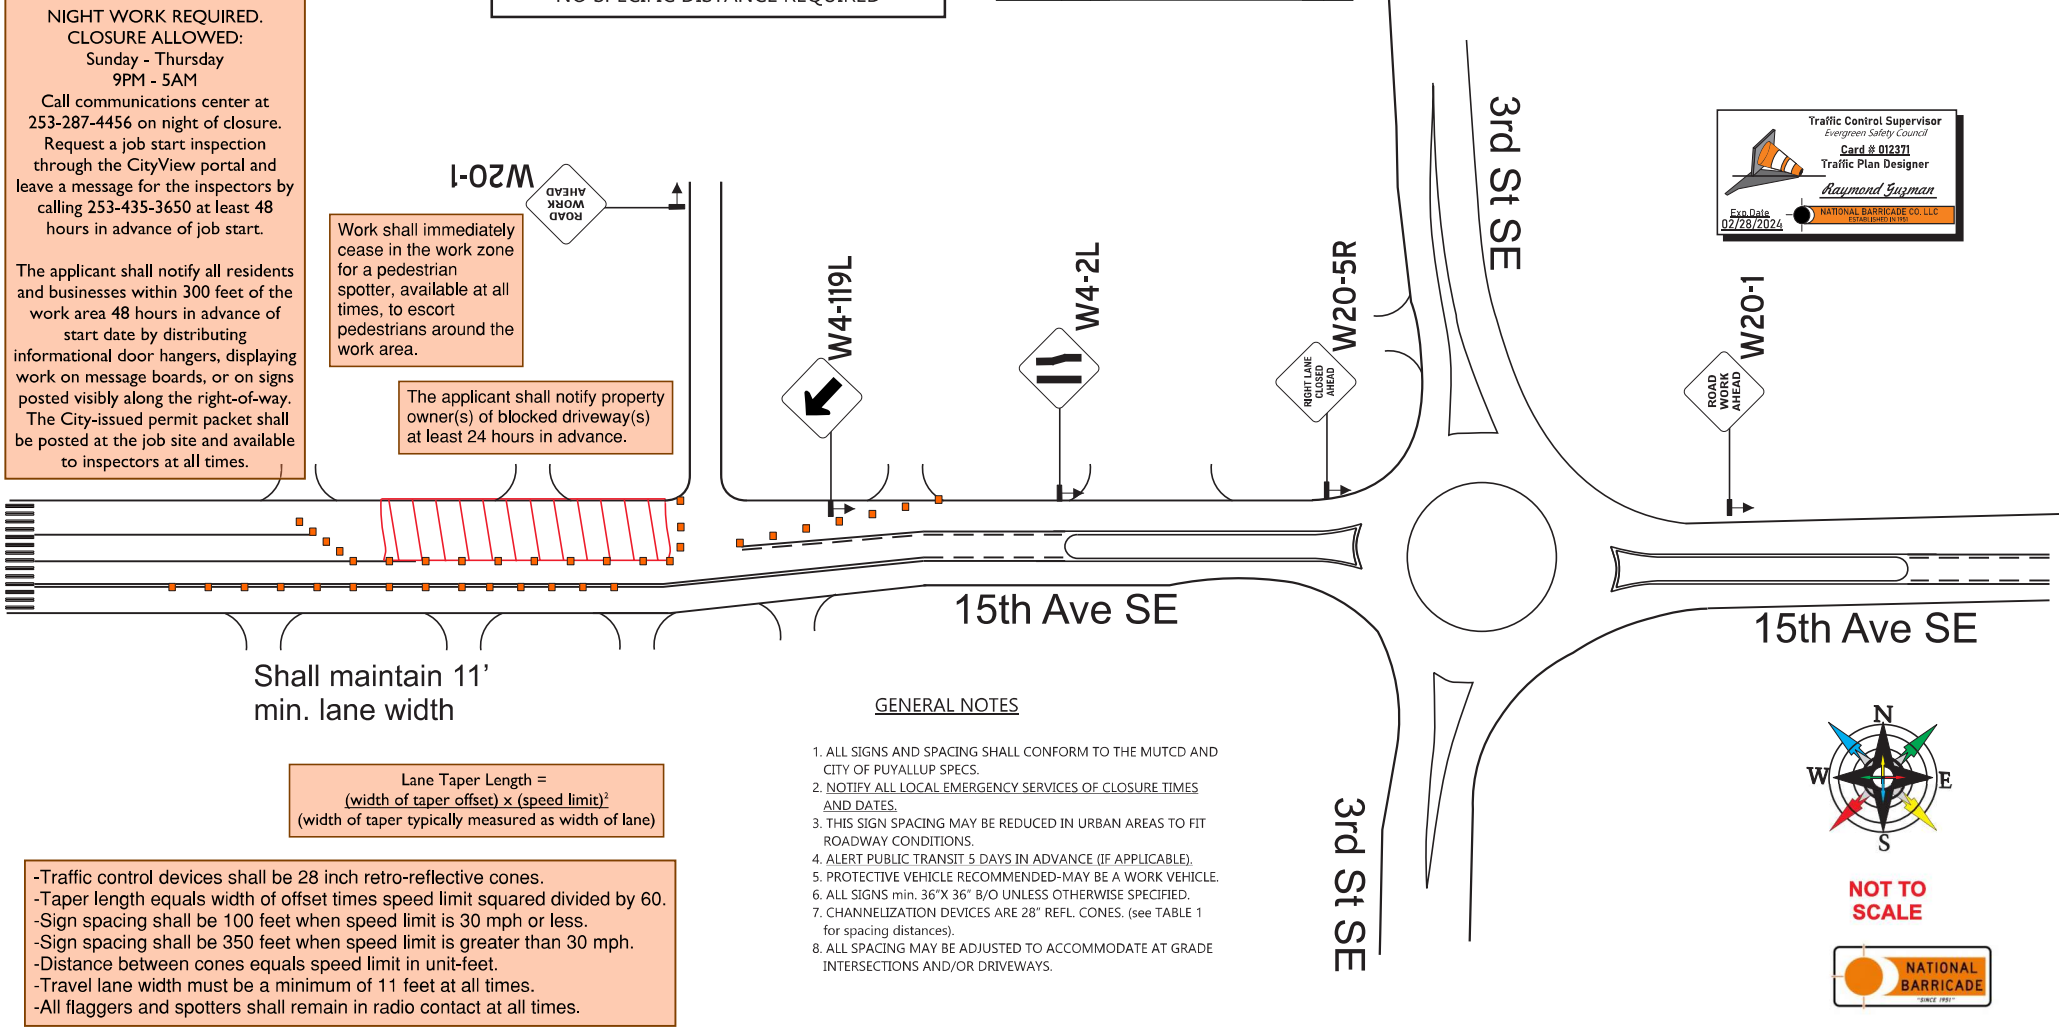 NIGHT WORK REQUIRED.
CLOSURE ALLOWED:
Sunday - Thursday
9PM - 5AM
Call communications center at
253-287-4456 on night of closure.
Request a job start inspection
through the CityView portal and
leave a message for the inspectors by
calling 253-435-3650 at least 48
hours in advance of job start.
The applicant shall notify all residents
and businesses within 300 feet of the
work area 48 hours in advance of
start date by distributing
informational door hangers, displaying
work on message boards, or on signs
posted visibly along the right-of-way.
The City-issued permit packet shall
be posted at the job site and available
to inspectors at all times.
NO SPECIFIC DISTANCE REQUIRED
W20-1
ROAD
WORK
AHEAD
Work shall immediately
cease in the work zone
for a pedestrian
spotter, available at all
times, to escort
pedestrians around the
work area.
The applicant shall notify property
owner(s) of blocked driveway(s)
at least 24 hours in advance.
W4-119L
W4-2L
W20-5R
RIGHT LANE
CLOSED
AHEAD
3rd St SE
W20-1
ROAD
WORK
AHEAD
Traffic Control Supervisor
Evergreen Safety Council
Card # 012371
Traffic Plan Designer
Raymond Guzman
Exp.Date
02/28/2024
NATIONAL BARRICADE CO. LLC
ESTABLISHED IN 1951
15th Ave SE
15th Ave SE
3rd St SE
Shall maintain 11'
min. lane width
Lane Taper Length =
(width of taper offset) x (speed limit)²
(width of taper typically measured as width of lane)
-Traffic control devices shall be 28 inch retro-reflective cones.
-Taper length equals width of offset times speed limit squared divided by 60.
-Sign spacing shall be 100 feet when speed limit is 30 mph or less.
-Sign spacing shall be 350 feet when speed limit is greater than 30 mph.
-Distance between cones equals speed limit in unit-feet.
-Travel lane width must be a minimum of 11 feet at all times.
-All flaggers and spotters shall remain in radio contact at all times.
GENERAL NOTES
1. ALL SIGNS AND SPACING SHALL CONFORM TO THE MUTCD AND
CITY OF PUYALLUP SPECS.
2. NOTIFY ALL LOCAL EMERGENCY SERVICES OF CLOSURE TIMES
AND DATES.
3. THIS SIGN SPACING MAY BE REDUCED IN URBAN AREAS TO FIT
ROADWAY CONDITIONS.
4. ALERT PUBLIC TRANSIT 5 DAYS IN ADVANCE (IF APPLICABLE).
5. PROTECTIVE VEHICLE RECOMMENDED-MAY BE A WORK VEHICLE.
6. ALL SIGNS min. 36"X 36" B/O UNLESS OTHERWISE SPECIFIED.
7. CHANNELIZATION DEVICES ARE 28" REFL. CONES. (see TABLE 1
for spacing distances).
8. ALL SPACING MAY BE ADJUSTED TO ACCOMMODATE AT GRADE
INTERSECTIONS AND/OR DRIVEWAYS.
N
W
E
S
NOT TO
SCALE
NATIONAL
BARRICADE
"SINCE 1951"